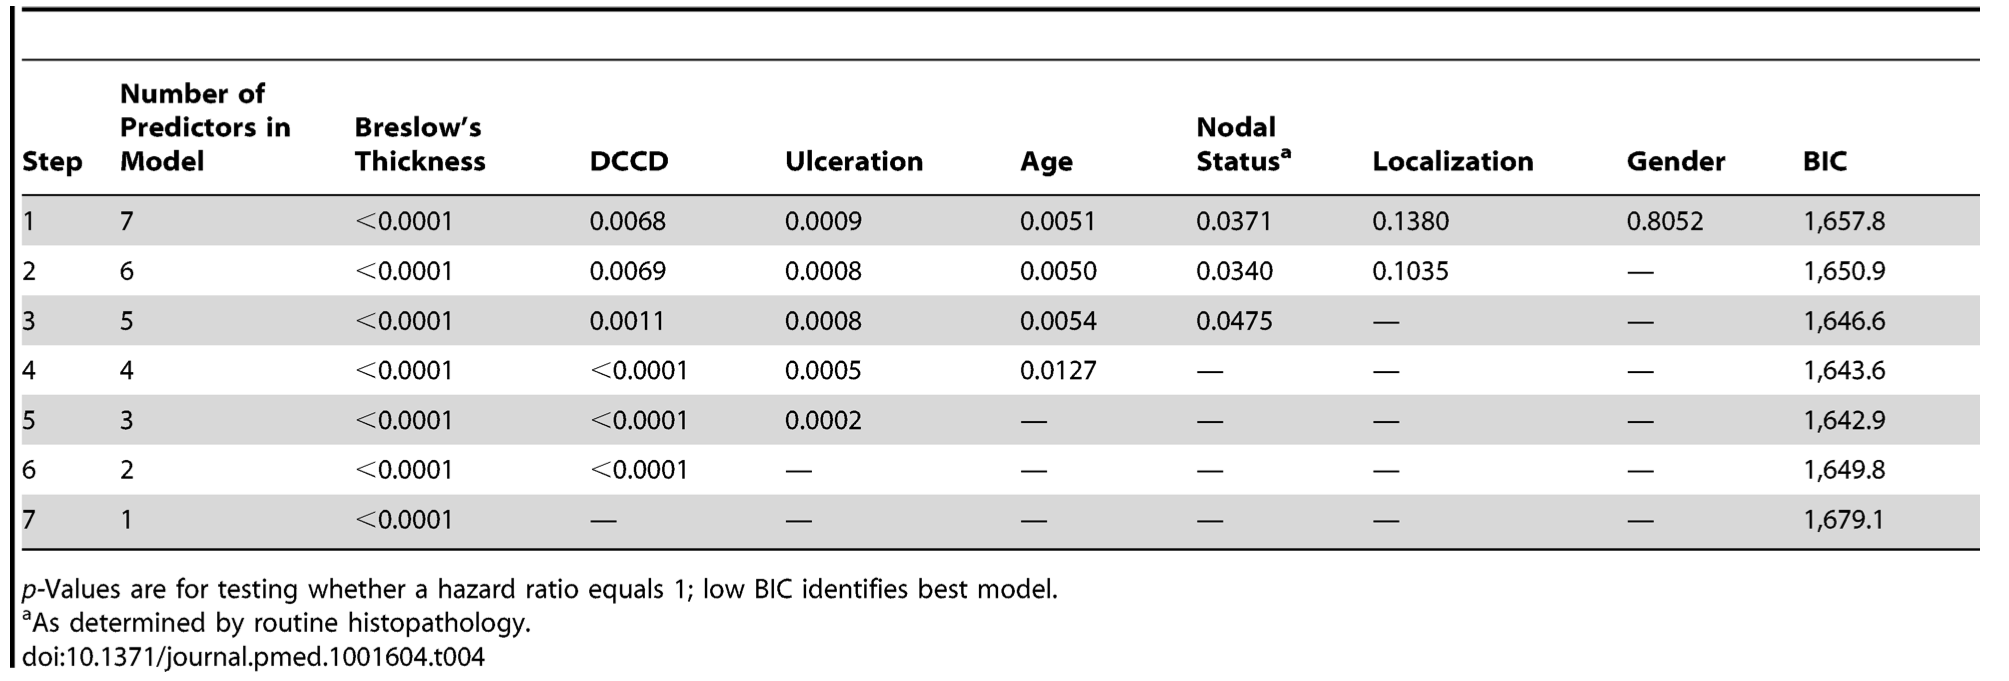 Step Number of Predictors in Model Breslow's Thickness DCCD Ulceration Age Nodal Statusᵃ Localization Gender BIC
1 7 <0.0001 0.0068 0.0009 0.0051 0.0371 0.1380 0.8052 1,657.8
2 6 <0.0001 0.0069 0.0008 0.0050 0.0340 0.1035 — 1,650.9
3 5 <0.0001 0.0011 0.0008 0.0054 0.0475 — — 1,646.6
4 4 <0.0001 <0.0001 0.0005 0.0127 — — — 1,643.6
5 3 <0.0001 <0.0001 0.0002 — — — — 1,642.9
6 2 <0.0001 <0.0001 — — — — — 1,649.8
7 1 <0.0001 — — — — — — 1,679.1
p-Values are for testing whether a hazard ratio equals 1; low BIC identifies best model.
ᵃAs determined by routine histopathology.
doi:10.1371/journal.pmed.1001604.t004